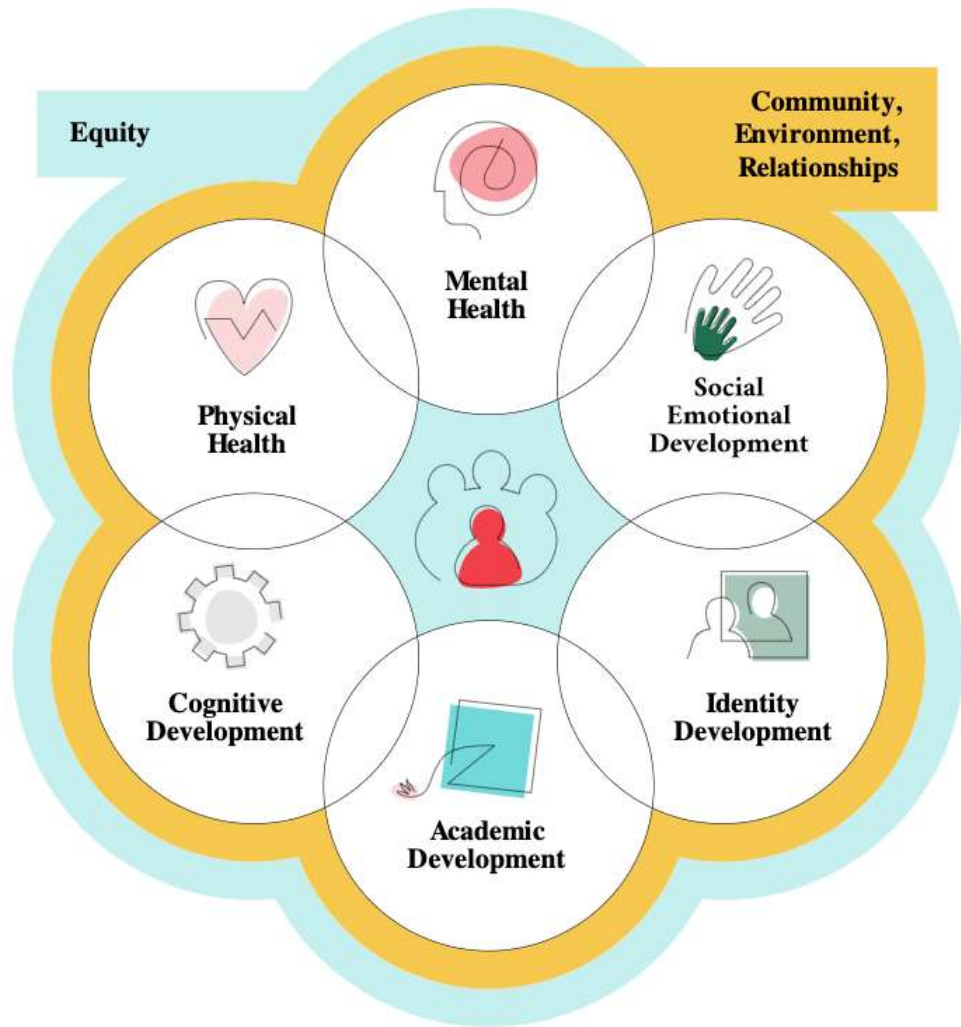 Equity
Community,
Environment,
Relationships
Mental
Health
Physical
Health
Social
Emotional
Development
Cognitive
Development
Identity
Development
Academic
Development